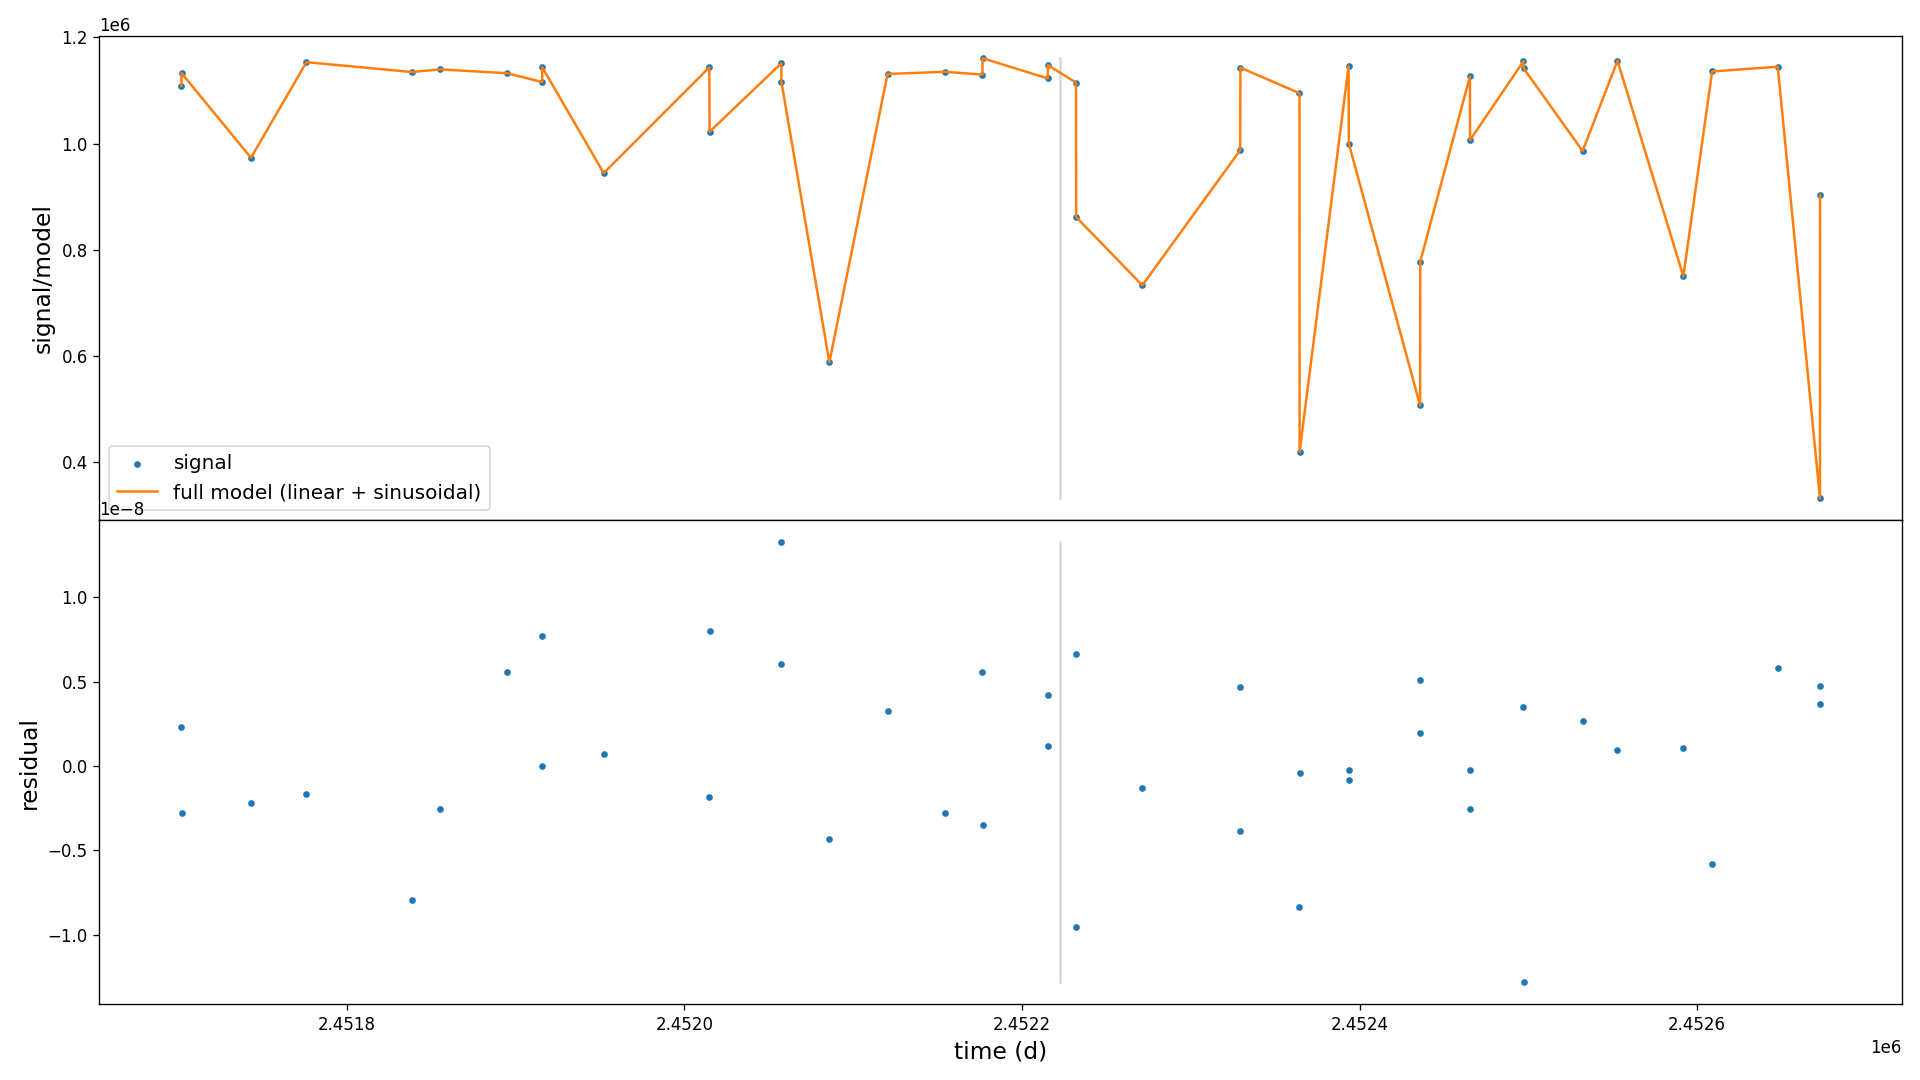 1e6
1.2
1.0
0.8
0.6
0.4
signal/model
signal
full model (linear + sinusoidal)
1e−8
1.0
0.5
0.0
−0.5
−1.0
residual
2.4518
2.4520
2.4522
2.4524
2.4526
time (d)
1e6